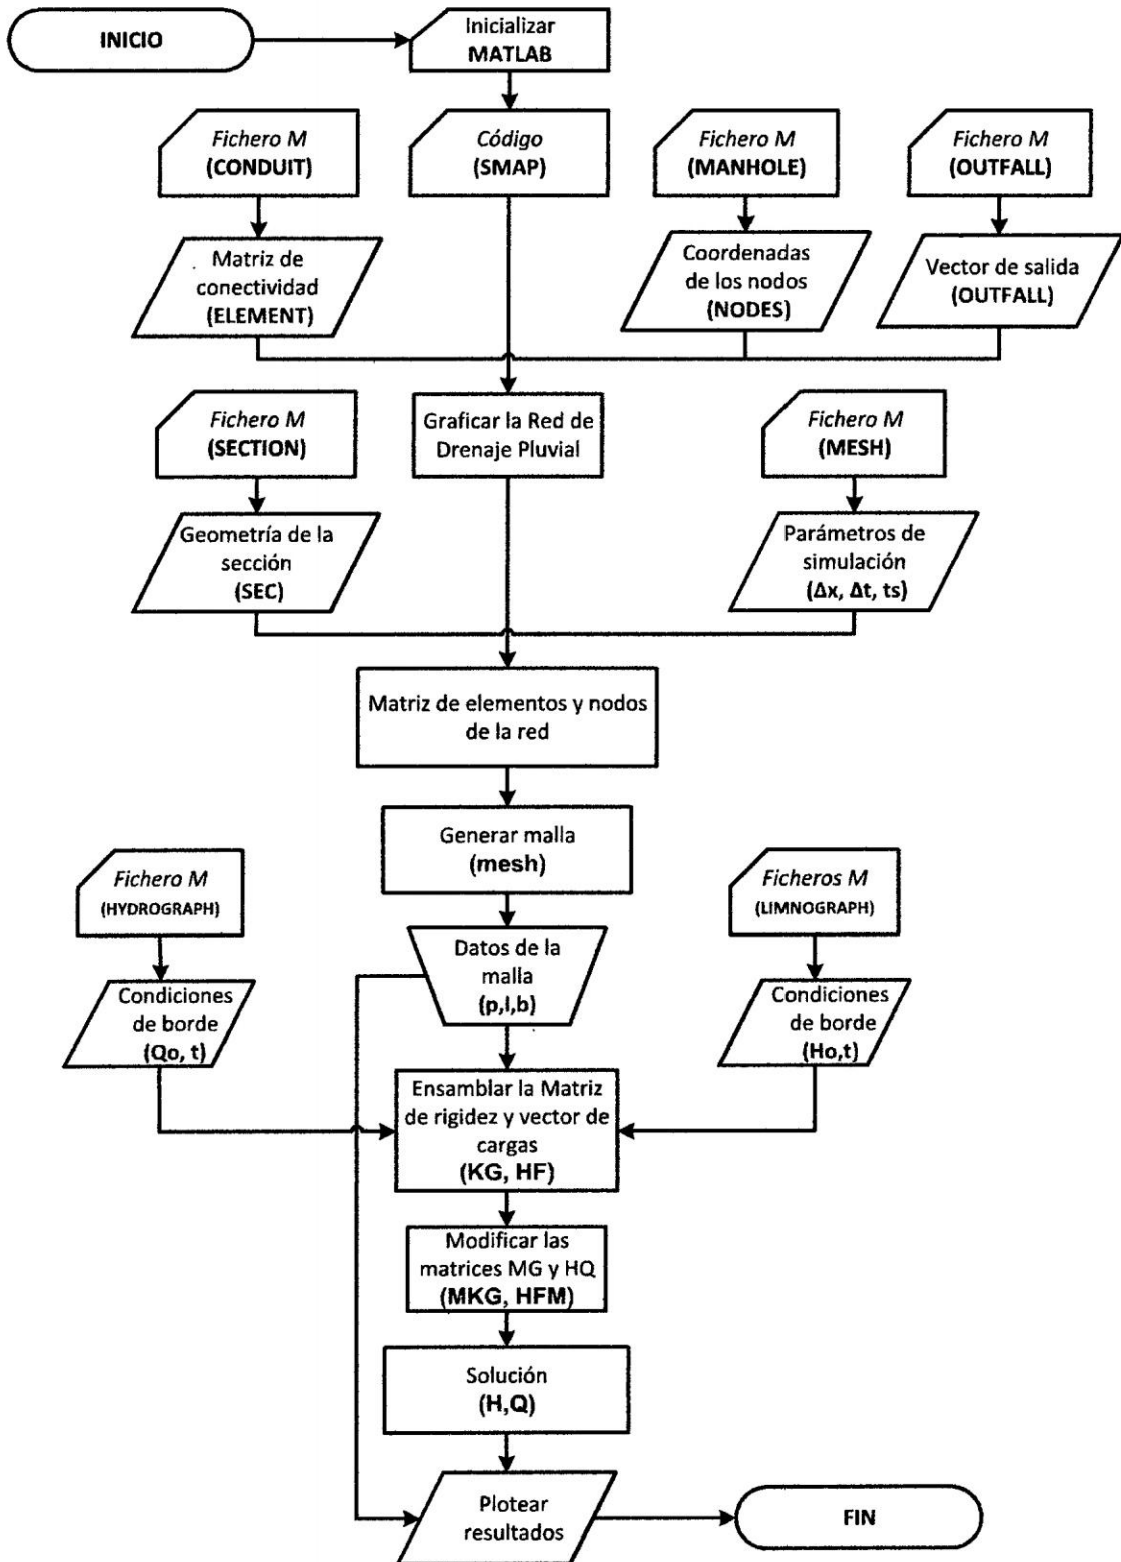 INICIO
Inicializar
MATLAB
Fichero M
(CONDUIT)
Código
(SMAP)
Fichero M
(MANHOLE)
Fichero M
(OUTFALL)
Matriz de
conectividad
(ELEMENT)
Coordenadas
de los nodos
(NODES)
Vector de salida
(OUTFALL)
Fichero M
(SECTION)
Graficar la Red de
Drenaje Pluvial
Fichero M
(MESH)
Geometría de la
sección
(SEC)
Parámetros de
simulación
(Δx, Δt, ts)
Matriz de elementos y nodos
de la red
Generar malla
(mesh)
Fichero M
(HYDROGRAPH)
Ficheros M
(LIMNOGRAPH)
Datos de la
malla
(p,l,b)
Condiciones
de borde
(Qo, t)
Condiciones
de borde
(Ho,t)
Ensamblar la Matriz
de rigidez y vector de
cargas
(KG, HF)
Modificar las
matrices MG y HQ
(MKG, HFM)
Solución
(H,Q)
Plotear
resultados
FIN